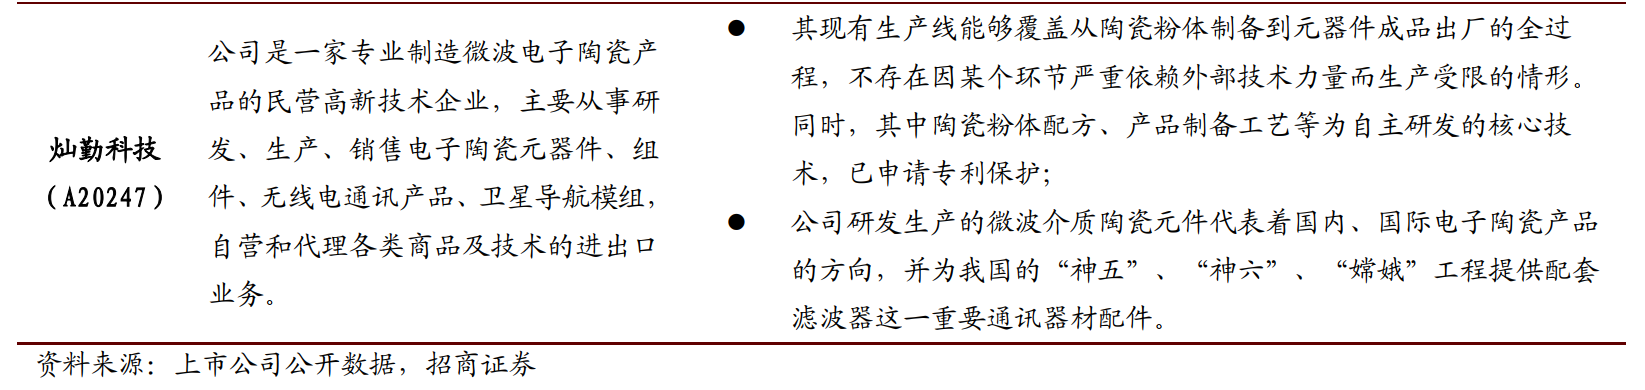 灿勤科技
（A20247）
公司是一家专业制造微波电子陶瓷产
品的民营高新技术企业，主要从事研
发、生产、销售电子陶瓷元器件、组
件、无线电通讯产品、卫星导航模组，
自营和代理各类商品及技术的进出口
业务。
● 其现有生产线能够覆盖从陶瓷粉体制备到元器件成品出厂的全过
程，不存在因某个环节严重依赖外部技术力量而生产受限的情形。
同时，其中陶瓷粉体配方、产品制备工艺等为自主研发的核心技
术，已申请专利保护；
● 公司研发生产的微波介质陶瓷元件代表着国内、国际电子陶瓷产品
的方向，并为我国的“神五”、“神六”、“嫦娥”工程提供配套
滤波器这一重要通讯器材配件。
资料来源：上市公司公开数据，招商证券